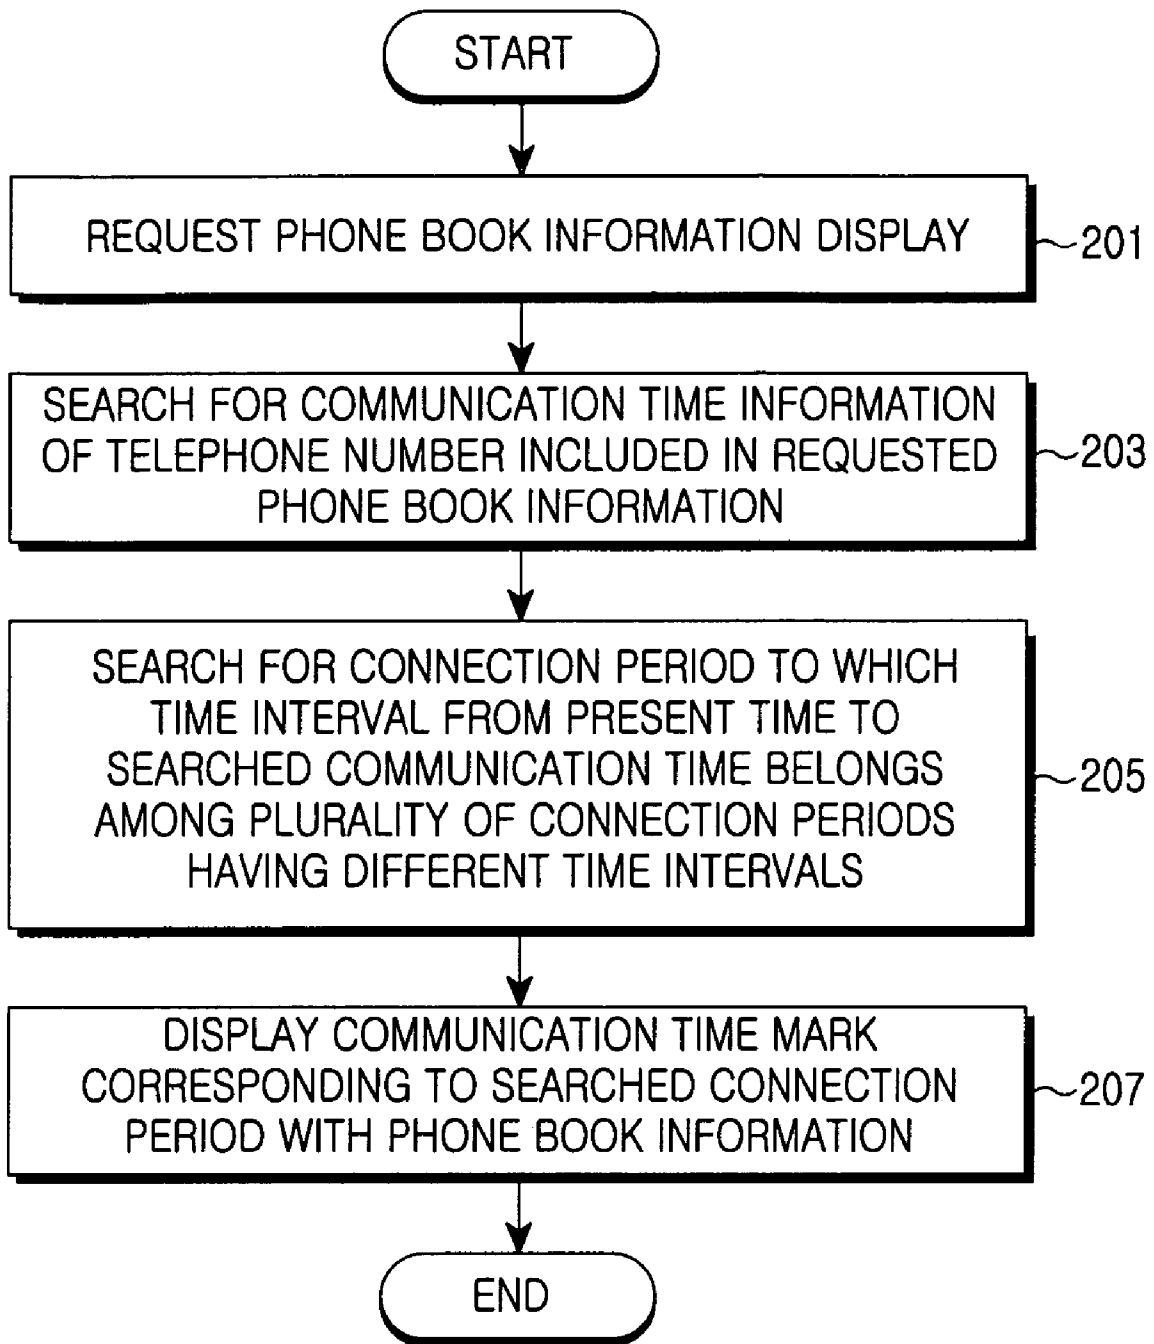 START
REQUEST PHONE BOOK INFORMATION DISPLAY
201
SEARCH FOR COMMUNICATION TIME INFORMATION
OF TELEPHONE NUMBER INCLUDED IN REQUESTED
PHONE BOOK INFORMATION
203
SEARCH FOR CONNECTION PERIOD TO WHICH
TIME INTERVAL FROM PRESENT TIME TO
SEARCHED COMMUNICATION TIME BELONGS
AMONG PLURALITY OF CONNECTION PERIODS
HAVING DIFFERENT TIME INTERVALS
205
DISPLAY COMMUNICATION TIME MARK
CORRESPONDING TO SEARCHED CONNECTION
PERIOD WITH PHONE BOOK INFORMATION
207
END